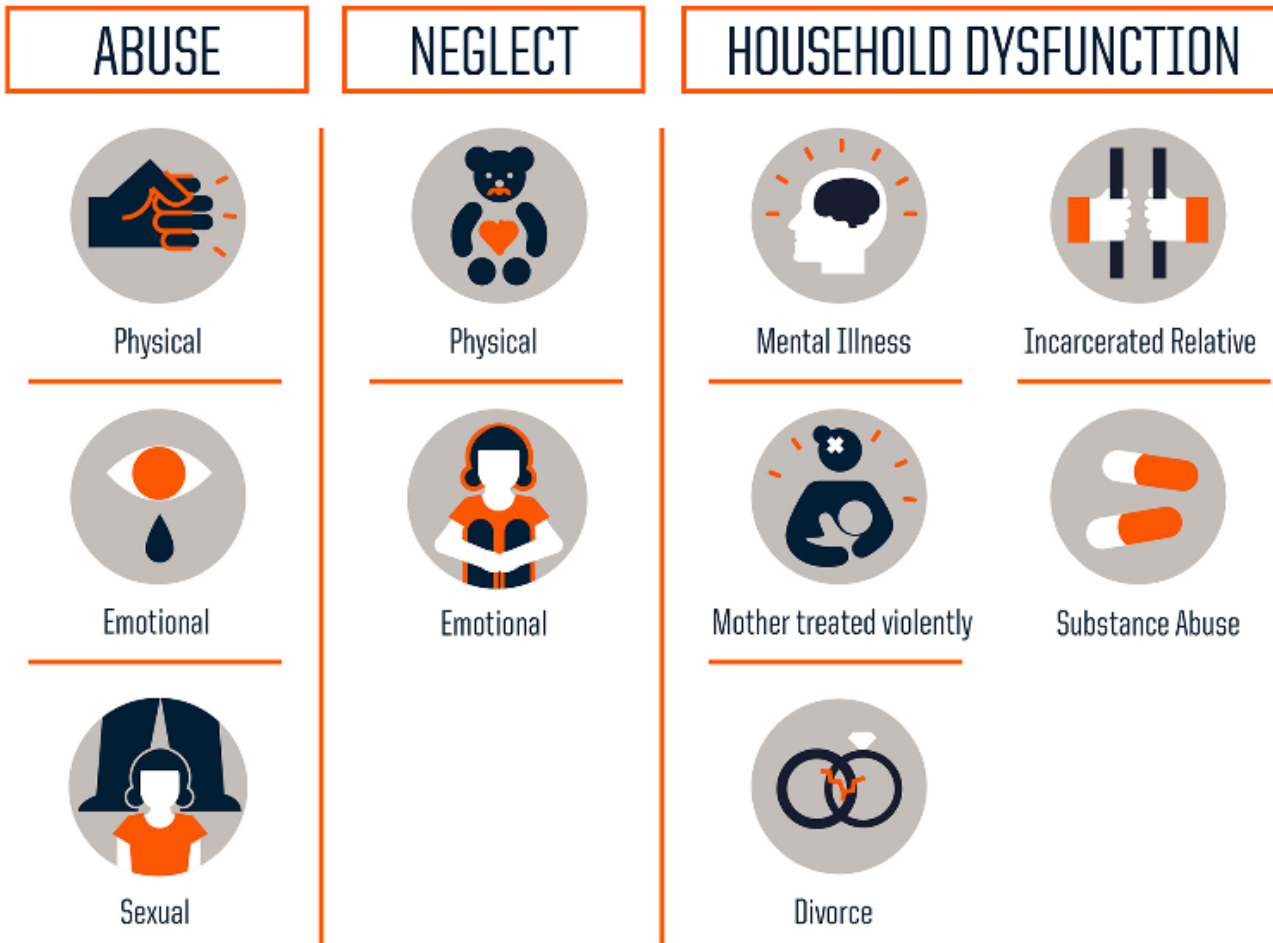 ABUSE
Physical
Emotional
Sexual
NEGLECT
Physical
Emotional
HOUSEHOLD DYSFUNCTION
Mental Illness
Incarcerated Relative
Mother treated violently
Substance Abuse
Divorce